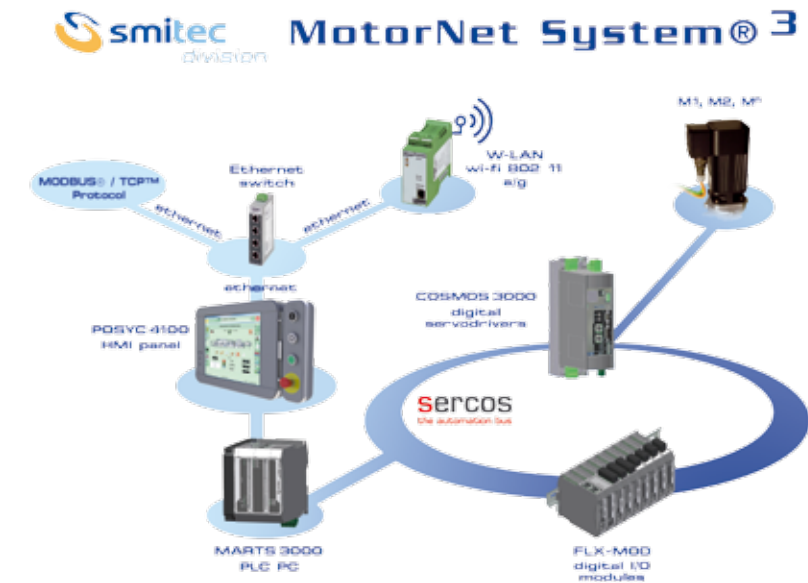 smitec
division
MotorNet System® 3
M1, M2, Mⁿ
W-LAN
wi-fi 802 11
a/g
Ethernet
switch
MODBUS® / TCP™
Protocol
ethernet
ethernet
ethernet
COSMOS 3000
digital
servodrivers
POSYC 4100
HMI panel
sercos
the automation bus
MARTS 3000
PLC PC
FLX-MOD
digital I/O
modules